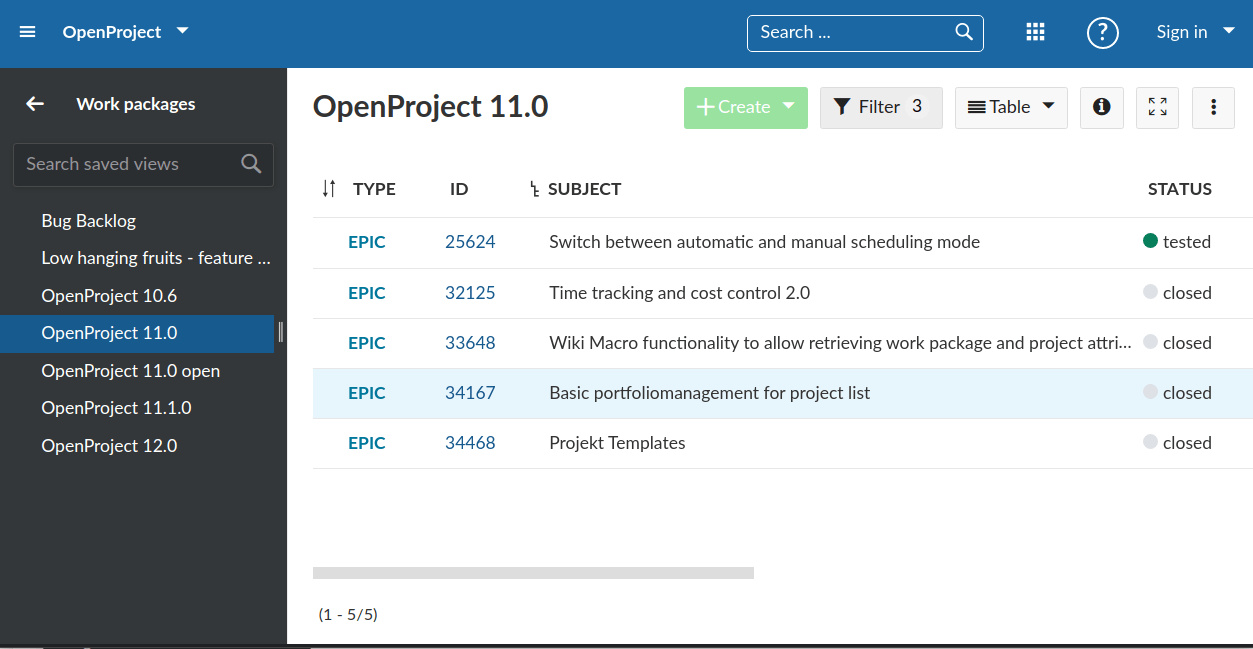 OpenProject
Search ...
?
Sign in
Work packages
Search saved views
Bug Backlog
Low hanging fruits - feature ...
OpenProject 10.6
OpenProject 11.0
OpenProject 11.0 open
OpenProject 11.1.0
OpenProject 12.0
OpenProject 11.0
+ Create
Filter 3
Table
TYPE ID SUBJECT STATUS
EPIC 25624 Switch between automatic and manual scheduling mode tested
EPIC 32125 Time tracking and cost control 2.0 closed
EPIC 33648 Wiki Macro functionality to allow retrieving work package and project attri... closed
EPIC 34167 Basic portfoliomanagement for project list closed
EPIC 34468 Projekt Templates closed
(1 - 5/5)